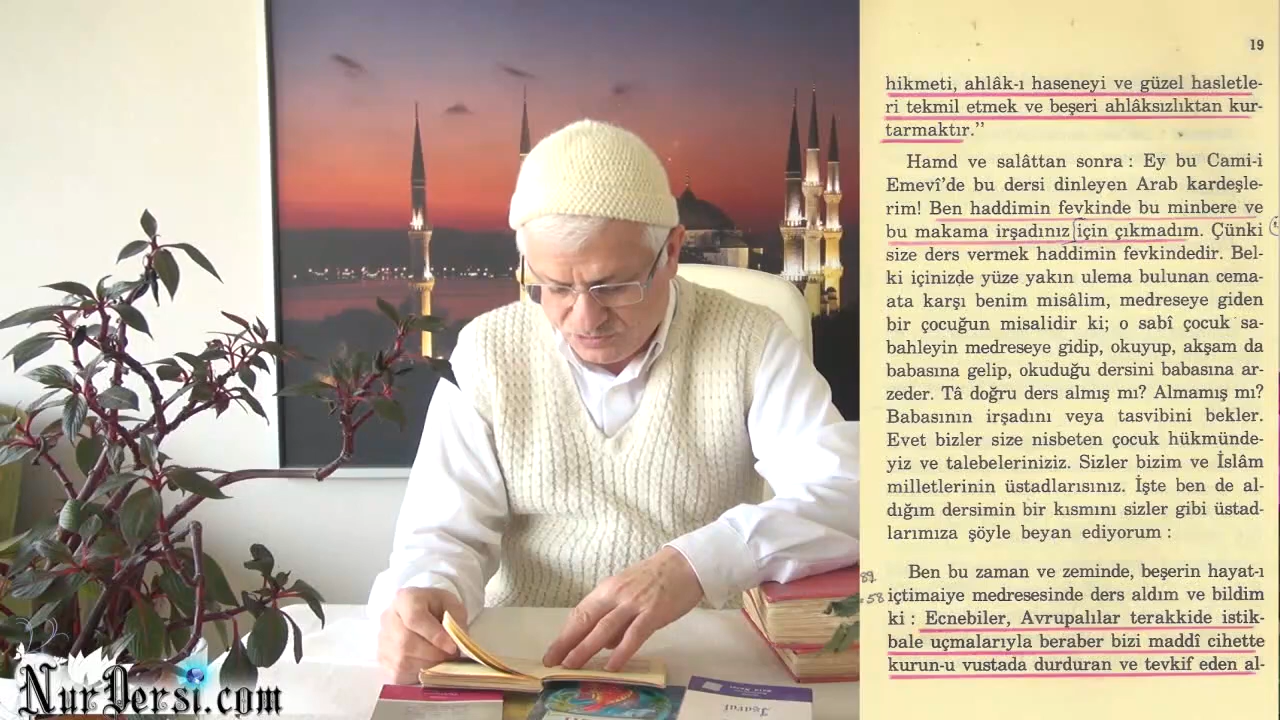 19
hikmeti, ahlâk-ı haseneyi ve güzel hasletle-
ri tekmil etmek ve beşeri ahlâksızlıktan kur-
tarmaktır.”
Hamd ve salâttan sonra : Ey bu Cami-i
Emevî'de bu dersi dinleyen Arab kardeşle-
rim! Ben haddimin fevkinde bu minbere ve
bu makama irşadınız için çıkmadım. Çünki
size ders vermek haddimin fevkindedir. Bel-
ki içinizde yüze yakın ulema bulunan cema-
ata karşı benim misâlim, medreseye giden
bir çocuğun misalidir ki; o sabî çocuk sa-
bahleyin medreseye gidip, okuyup, akşam da
babasına gelip, okuduğu dersini babasına ar-
zeder. Tâ doğru ders almış mı? Almamış mı?
Babasının irşadını veya tasvibini bekler.
Evet bizler size nisbeten çocuk hükmünde-
yiz ve talebeleriniziz. Sizler bizim ve İslâm
milletlerinin üstadlarısınız. İşte ben de al-
dığım dersimin bir kısmını sizler gibi üstad-
larımıza şöyle beyan ediyorum :
Ben bu zaman ve zeminde, beşerin hayat-ı
içtimaiye medresesinde ders aldım ve bildim
ki : Ecnebiler, Avrupalılar terakkide istik-
bale uçmalarıyla beraber bizi maddî cihette
kurun-u vustada durduran ve tevkif eden al-
NurDersi.com